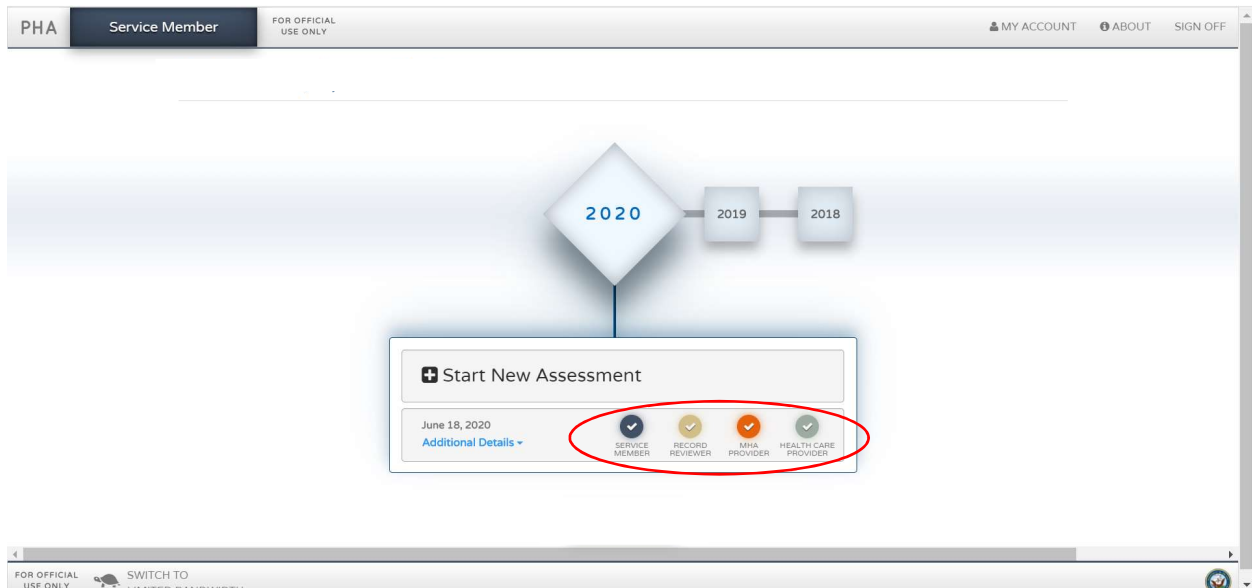 PHA
Service Member
FOR OFFICIAL
USE ONLY
MY ACCOUNT
ABOUT
SIGN OFF
2020
2019
2018
Start New Assessment
June 18, 2020
Additional Details
SERVICE
MEMBER
RECORD
REVIEWER
MHA
PROVIDER
HEALTH CARE
PROVIDER
FOR OFFICIAL
USE ONLY
SWITCH TO
LIMITED BANDWIDTH